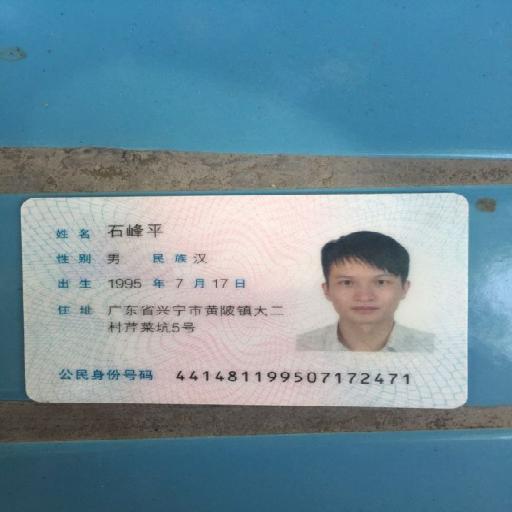 姓名 石峰平
性别 男 民族 汉
出生 1995 年 7 月 17 日
住址 广东省兴宁市黄陂镇大二
村芹菜坑5号
公民身份号码 441481199507172471